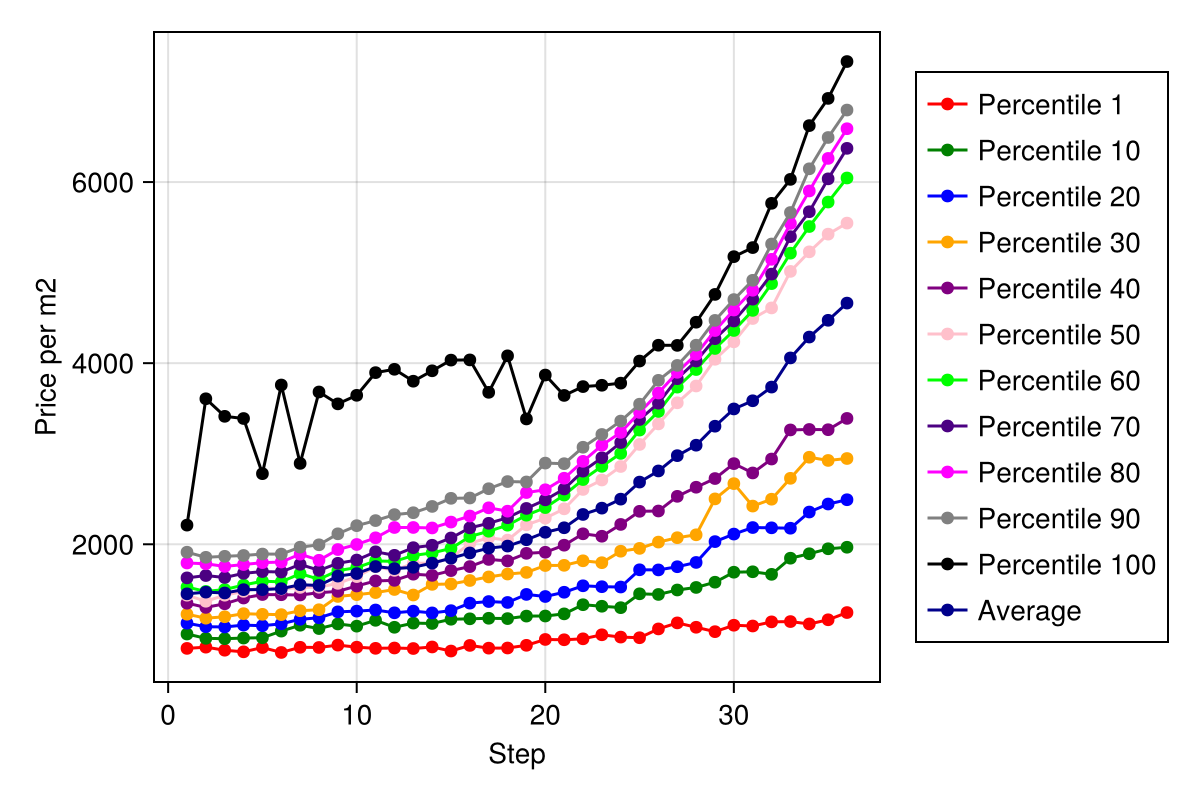 Price per m2
6000
4000
2000
0 10 20 30
Step
Percentile 1
Percentile 10
Percentile 20
Percentile 30
Percentile 40
Percentile 50
Percentile 60
Percentile 70
Percentile 80
Percentile 90
Percentile 100
Average